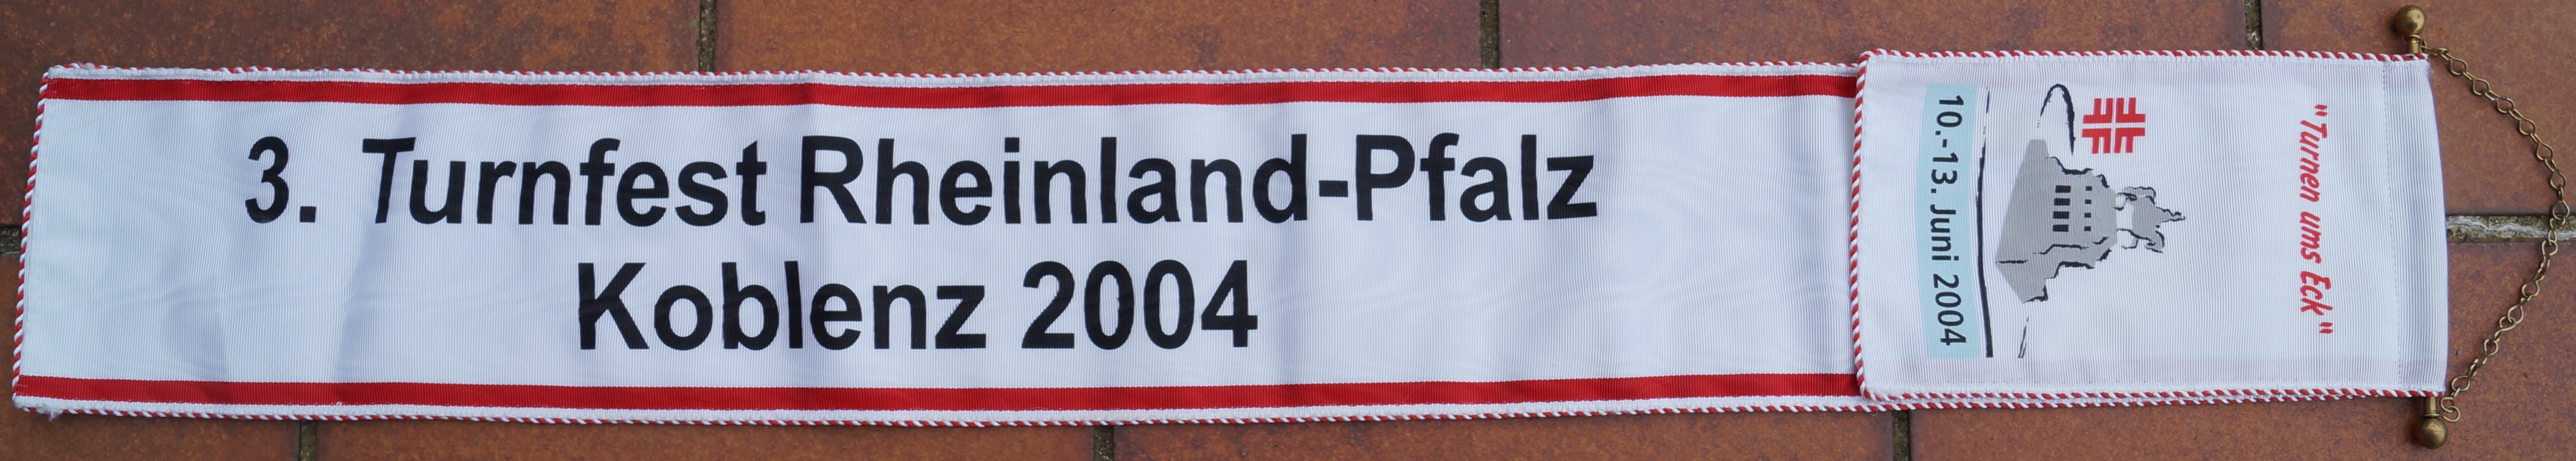 3. Turnfest Rheinland-Pfalz
Koblenz 2004
"Turnen ums Eck"
10.-13. Juni 2004